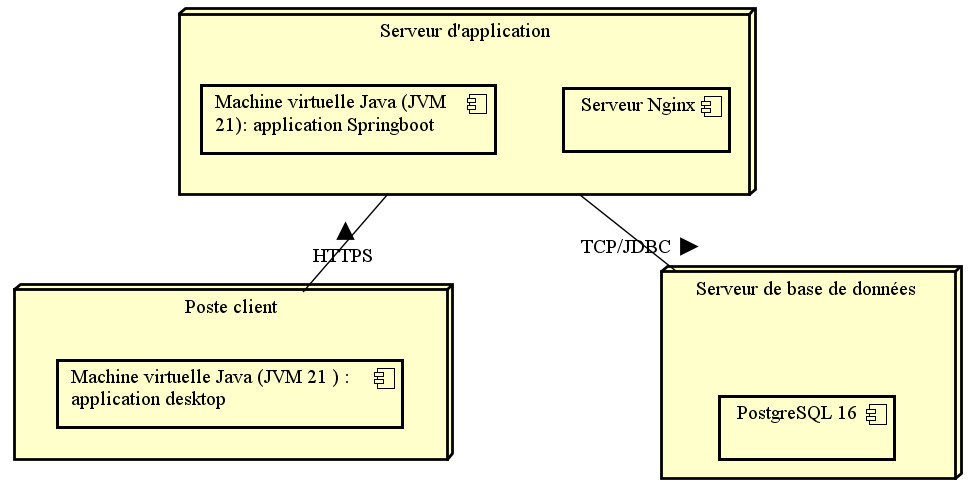 Serveur d'application
Machine virtuelle Java (JVM
21): application Springboot
Serveur Nginx
HTTPS
TCP/JDBC
Poste client
Machine virtuelle Java (JVM 21 ) :
application desktop
Serveur de base de données
PostgreSQL 16